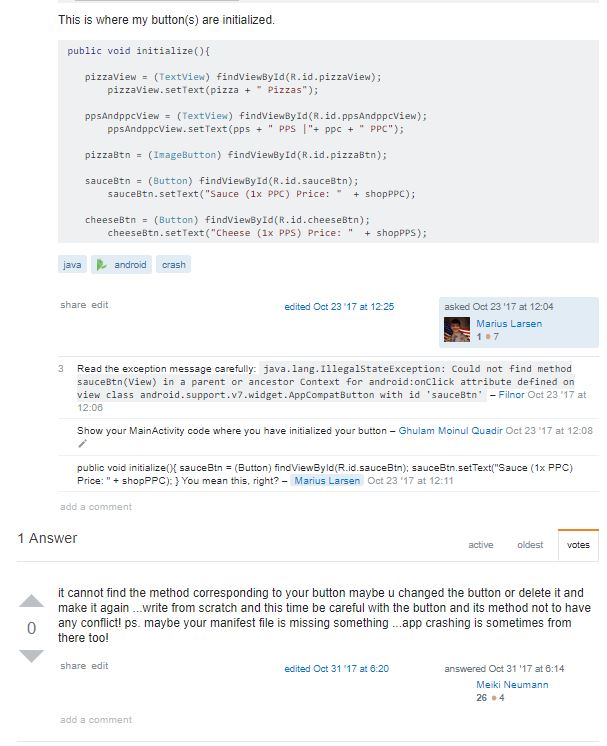 This is where my button(s) are initialized.
public void initialize(){
pizzaView = (TextView) findViewById(R.id.pizzaView);
pizzaView.setText(pizza + " Pizzas");
ppsAndppcView = (TextView) findViewById(R.id.ppsAndppcView);
ppsAndppcView.setText(pps + " PPS |"+ ppc + " PPC");
pizzaBtn = (ImageButton) findViewById(R.id.pizzaBtn);
sauceBtn = (Button) findViewById(R.id.sauceBtn);
sauceBtn.setText("Sauce (1x PPC) Price: "  + shopPPC);
cheeseBtn = (Button) findViewById(R.id.cheeseBtn);
cheeseBtn.setText("Cheese (1x PPS) Price: "  + shopPPS);
java android crash
share edit edited Oct 23 '17 at 12:25 asked Oct 23 '17 at 12:04
Marius Larsen
1 7
3 Read the exception message carefully: java.lang.IllegalStateException: Could not find method
sauceBtn(View) in a parent or ancestor Context for android:onClick attribute defined on
view class android.support.v7.widget.AppCompatButton with id 'sauceBtn' – Filnor Oct 23 '17 at
12:06
Show your MainActivity code where you have initialized your button – Ghulam Moinul Quadir Oct 23 '17 at 12:08
public void initialize(){ sauceBtn = (Button) findViewById(R.id.sauceBtn); sauceBtn.setText("Sauce (1x PPC)
Price: " + shopPPC); } You mean this, right? – Marius Larsen Oct 23 '17 at 12:11
add a comment
1 Answer
active oldest votes
it cannot find the method corresponding to your button maybe u changed the button or delete it and
make it again ...write from scratch and this time be careful with the button and its method not to have
any conflict! ps. maybe your manifest file is missing something ...app crashing is sometimes from
there too!
0
share edit edited Oct 31 '17 at 6:20 answered Oct 31 '17 at 6:14
Meiki Neumann
26 4
add a comment